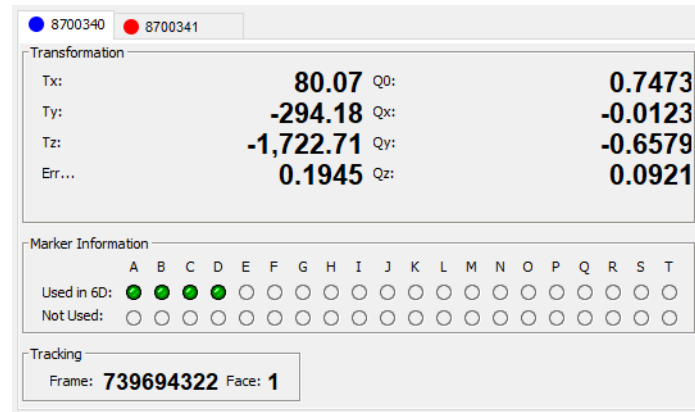 8700340 8700341
Transformation
Tx: 80.07 Q0: 0.7473
Ty: -294.18 Qx: -0.0123
Tz: -1,722.71 Qy: -0.6579
Err... 0.1945 Qz: 0.0921
Marker Information
A B C D E F G H I J K L M N O P Q R S T
Used in 6D:
Not Used:
Tracking
Frame: 739694322 Face: 1